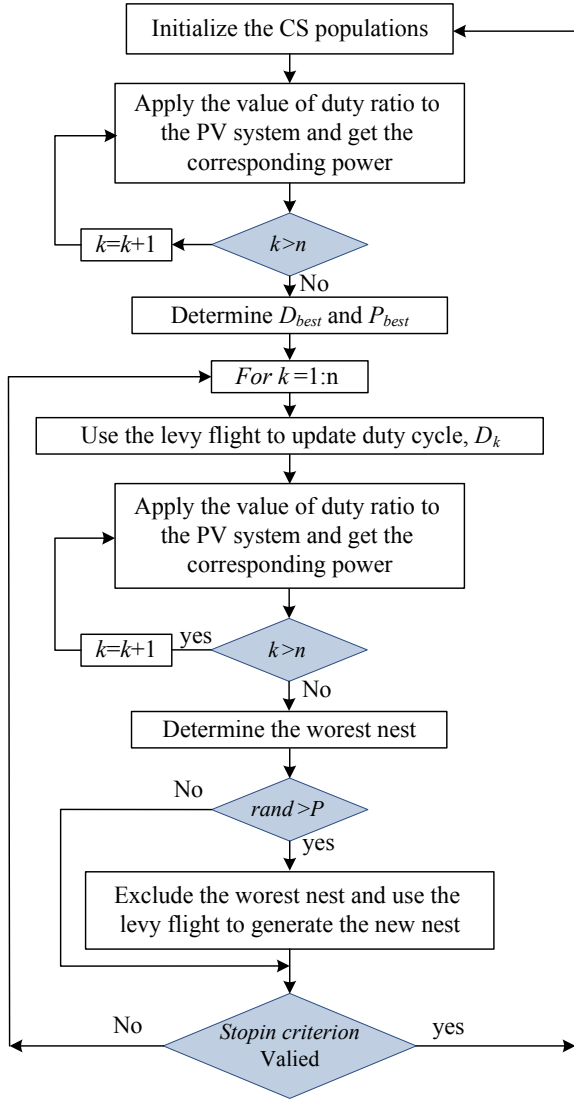 Initialize the CS populations
Apply the value of duty ratio to
the PV system and get the
corresponding power
k=k+1
k>n
No
Determine D_best and P_best
For k =1:n
Use the levy flight to update duty cycle, D_k
Apply the value of duty ratio to
the PV system and get the
corresponding power
k=k+1
yes
k>n
No
Determine the worest nest
No
rand>P
yes
Exclude the worest nest and use the
levy flight to generate the new nest
No
Stopin criterion
Valied
yes